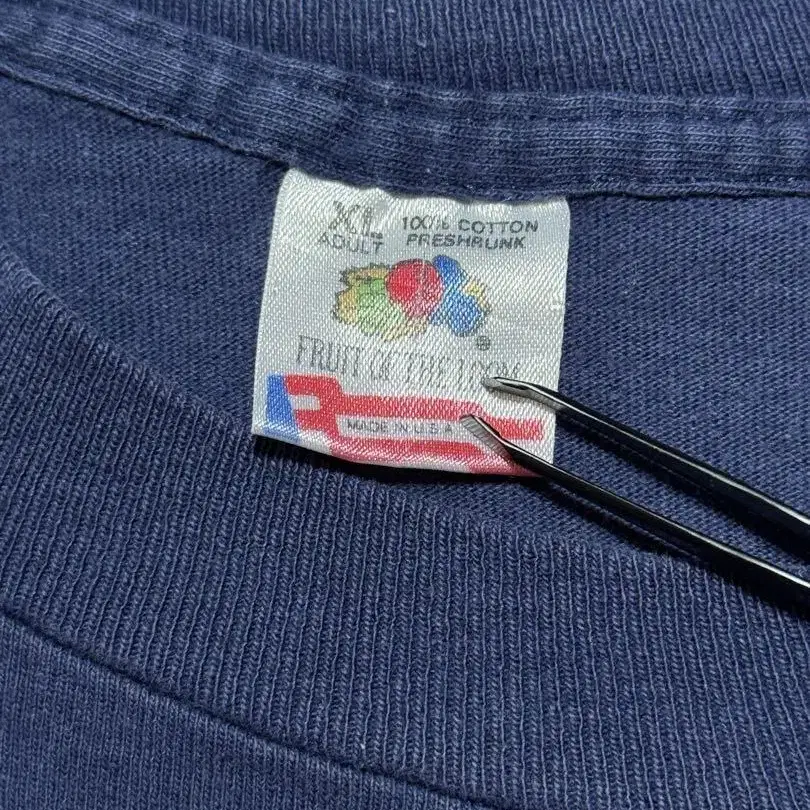 XL 100% COTTON
ADULT PRESHRUNK
®
FRUIT OF THE LOOM
MADE IN U.S.A